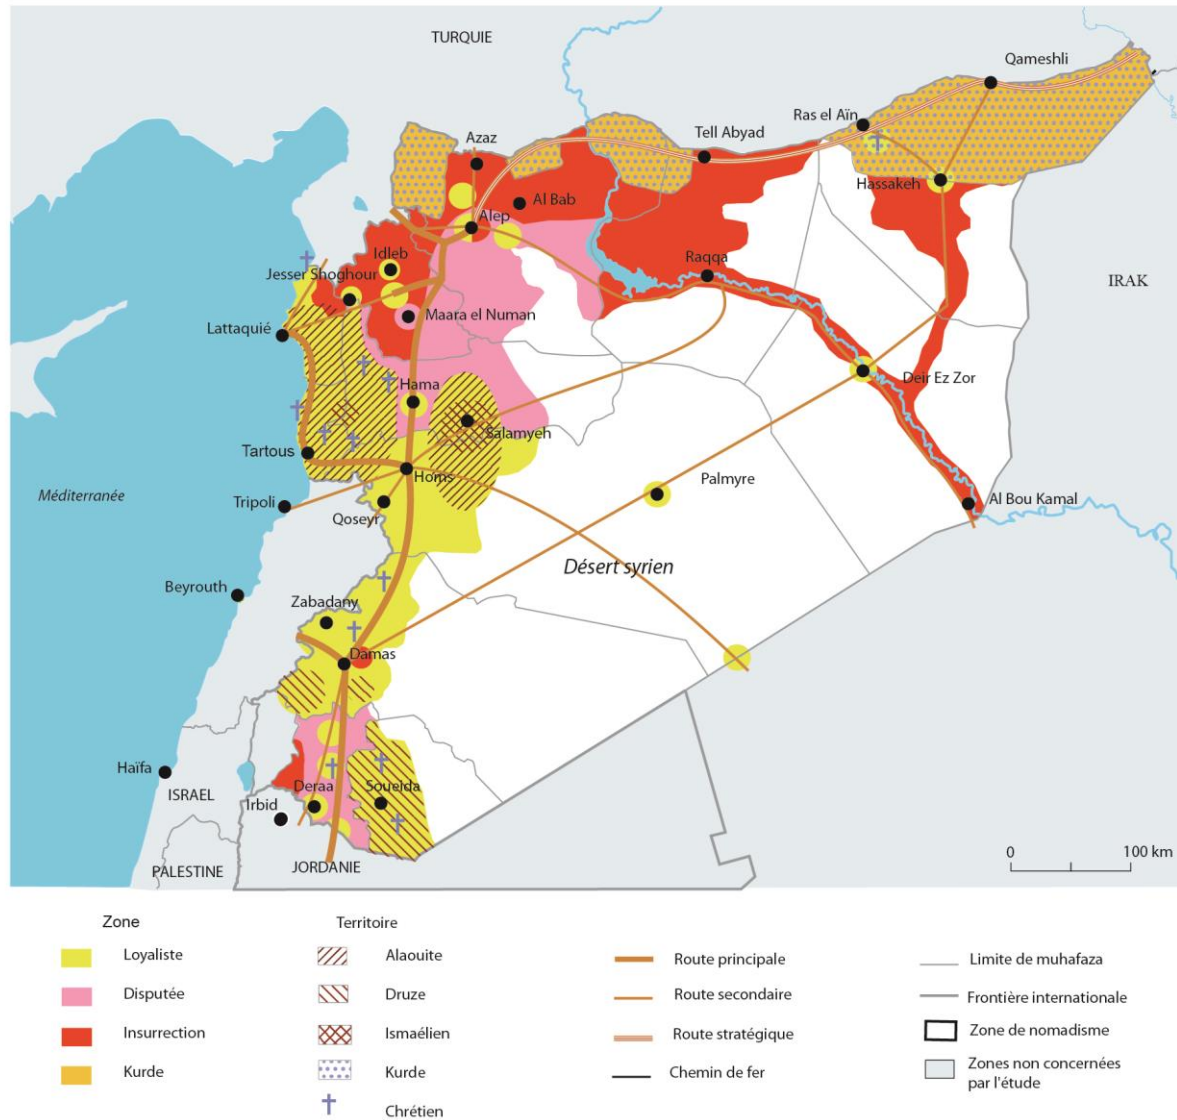 TURQUIE
Qameshli
Ras el Aïn
Azaz
Tell Abyad
Hassakeh
Al Bab
Alep
Idleb
Jesser Shoghour
Raqqa
IRAK
Maara el Numan
Lattaquié
Deir Ez Zor
Hama
Salamyeh
Tartous
Homs
Palmyre
Méditerranée
Tripoli
Al Bou Kamal
Qoseyr
Désert syrien
Beyrouth
Zabadany
Damas
Haïfa
Deraa
Soueida
ISRAEL
Irbid
0 100 km
PALESTINE
JORDANIE
Zone
Loyaliste
Disputée
Insurrection
Kurde
Territoire
Alaouite
Druze
Ismaélien
Kurde
Chrétien
Route principale
Route secondaire
Route stratégique
Chemin de fer
Limite de muhafaza
Frontière internationale
Zone de nomadisme
Zones non concernées
par l'étude